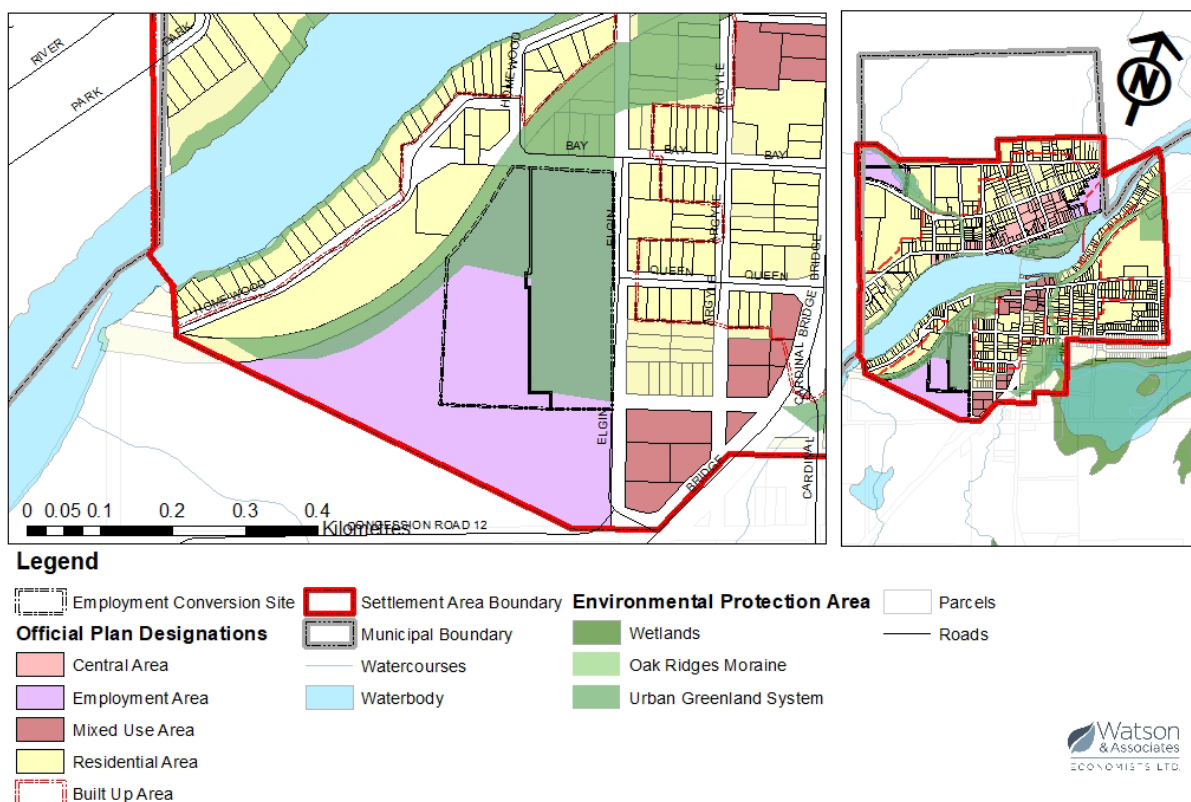 RIVER
PARK
PARK
HOMEWOOD
HOMEWOOD
BAY
BAY
BAY
ARGYLE
ARGYLE
ARGYLE
ELGIN
ELGIN
QUEEN
QUEEN
BRIDGE
CARDINAL BRIDGE
BRIDGE
CARDINAL
CONCESSION ROAD 12
0 0.05 0.1 0.2 0.3 0.4
Kilometres
N
Legend
Employment Conversion Site
Official Plan Designations
Central Area
Employment Area
Mixed Use Area
Residential Area
Built Up Area
Settlement Area Boundary
Municipal Boundary
Watercourses
Waterbody
Environmental Protection Area
Wetlands
Oak Ridges Moraine
Urban Greenland System
Parcels
Roads
Watson
& Associates
ECONOMISTS LTD.